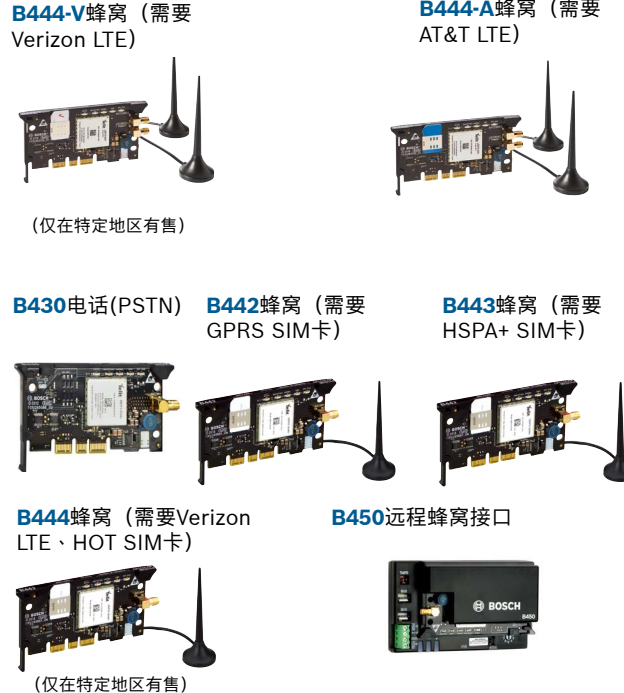 B444-V蜂窝（需要
Verizon LTE）
B444-A蜂窝（需要
AT&T LTE）
（仅在特定地区有售）
B430电话(PSTN)
B442蜂窝（需要
GPRS SIM卡）
B443蜂窝（需要
HSPA+ SIM卡）
BOSCH
B444蜂窝（需要Verizon
LTE、HOT SIM卡）
B450远程蜂窝接口
BOSCH
B450
（仅在特定地区有售）